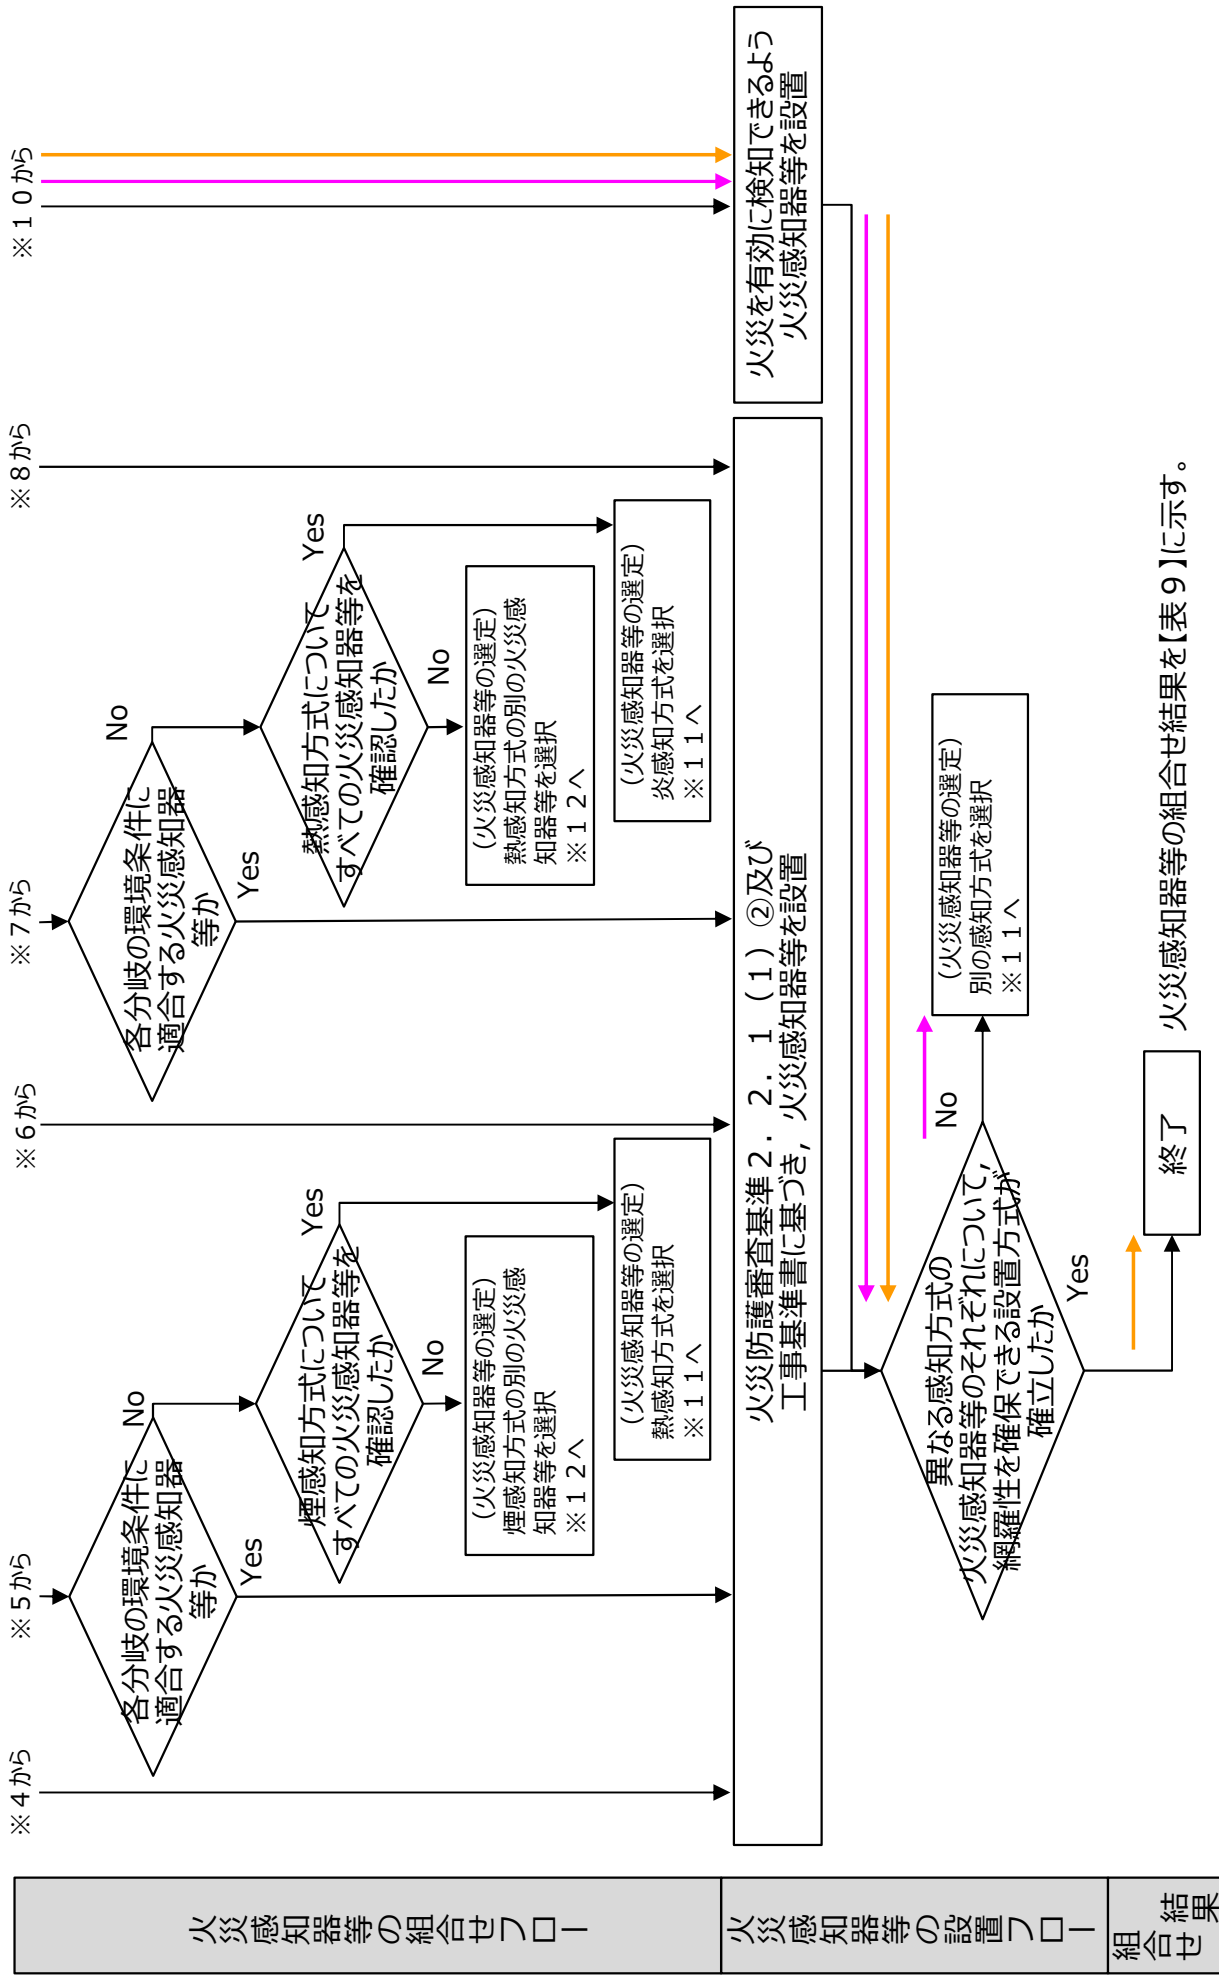 火災感知器等の組合せフロー
※４から
※５から
各分岐の環境条件に
適合する火災感知器
等か
No
Yes
煙感知方式について
すべての火災感知器等を
確認したか
Yes
No
（火災感知器等の選定）
煙感知方式の別の火災感
知器等を選択
※１２へ
（火災感知器等の選定）
熱感知方式を選択
※１１へ
※６から
※７から
各分岐の環境条件に
適合する火災感知器
等か
No
Yes
熱感知方式について
すべての火災感知器等を
確認したか
Yes
No
（火災感知器等の選定）
熱感知方式の別の火災感
知器等を選択
※１２へ
（火災感知器等の選定）
炎感知方式を選択
※１１へ
※８から
※１０から
火災感知器等の設置フロー
火災防護審査基準２．２．１（１）②及び
工事基準書に基づき，火災感知器等を設置
火災を有効に検知できるよう
火災感知器等を設置
異なる感知方式の
火災感知器等のそれぞれについて，
網羅性を確保できる設置方式が
確立したか
No
Yes
（火災感知器等の選定）
別の感知方式を選択
※１１へ
組合せ
結果
終了
火災感知器等の組合せ結果を【表９】に示す。